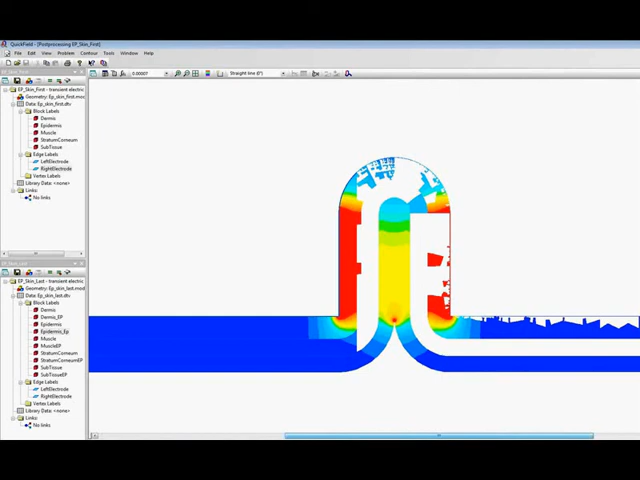 QuickField - [Postprocessing EP_Skin_First]
File Edit View Problem Contour Tools Window Help
0.00007 Straight line (0°)
EP_Skin_First - transient electric
Geometry: Ep_skin_first.mod
Data: Ep_skin_first.dtv
Block Labels
Dermis
Epidermis
Muscle
StratumCorneum
SubTissue
Edge Labels
LeftElectrode
RightElectrode
Vertex Labels
Library Data: <none>
Links:
No links
EP_Skin_Last - transient electric
Geometry: Ep_skin_last.mod
Data: Ep_skin_last.dtv
Block Labels
Dermis
Dermis_EP
Epidermis
Epidermis_Ep
Muscle
MuscleEP
StratumCorneum
StratumCorneumEP
SubTissue
SubTissueEP
Edge Labels
LeftElectrode
RightElectrode
Vertex Labels
Library Data: <none>
Links:
No links